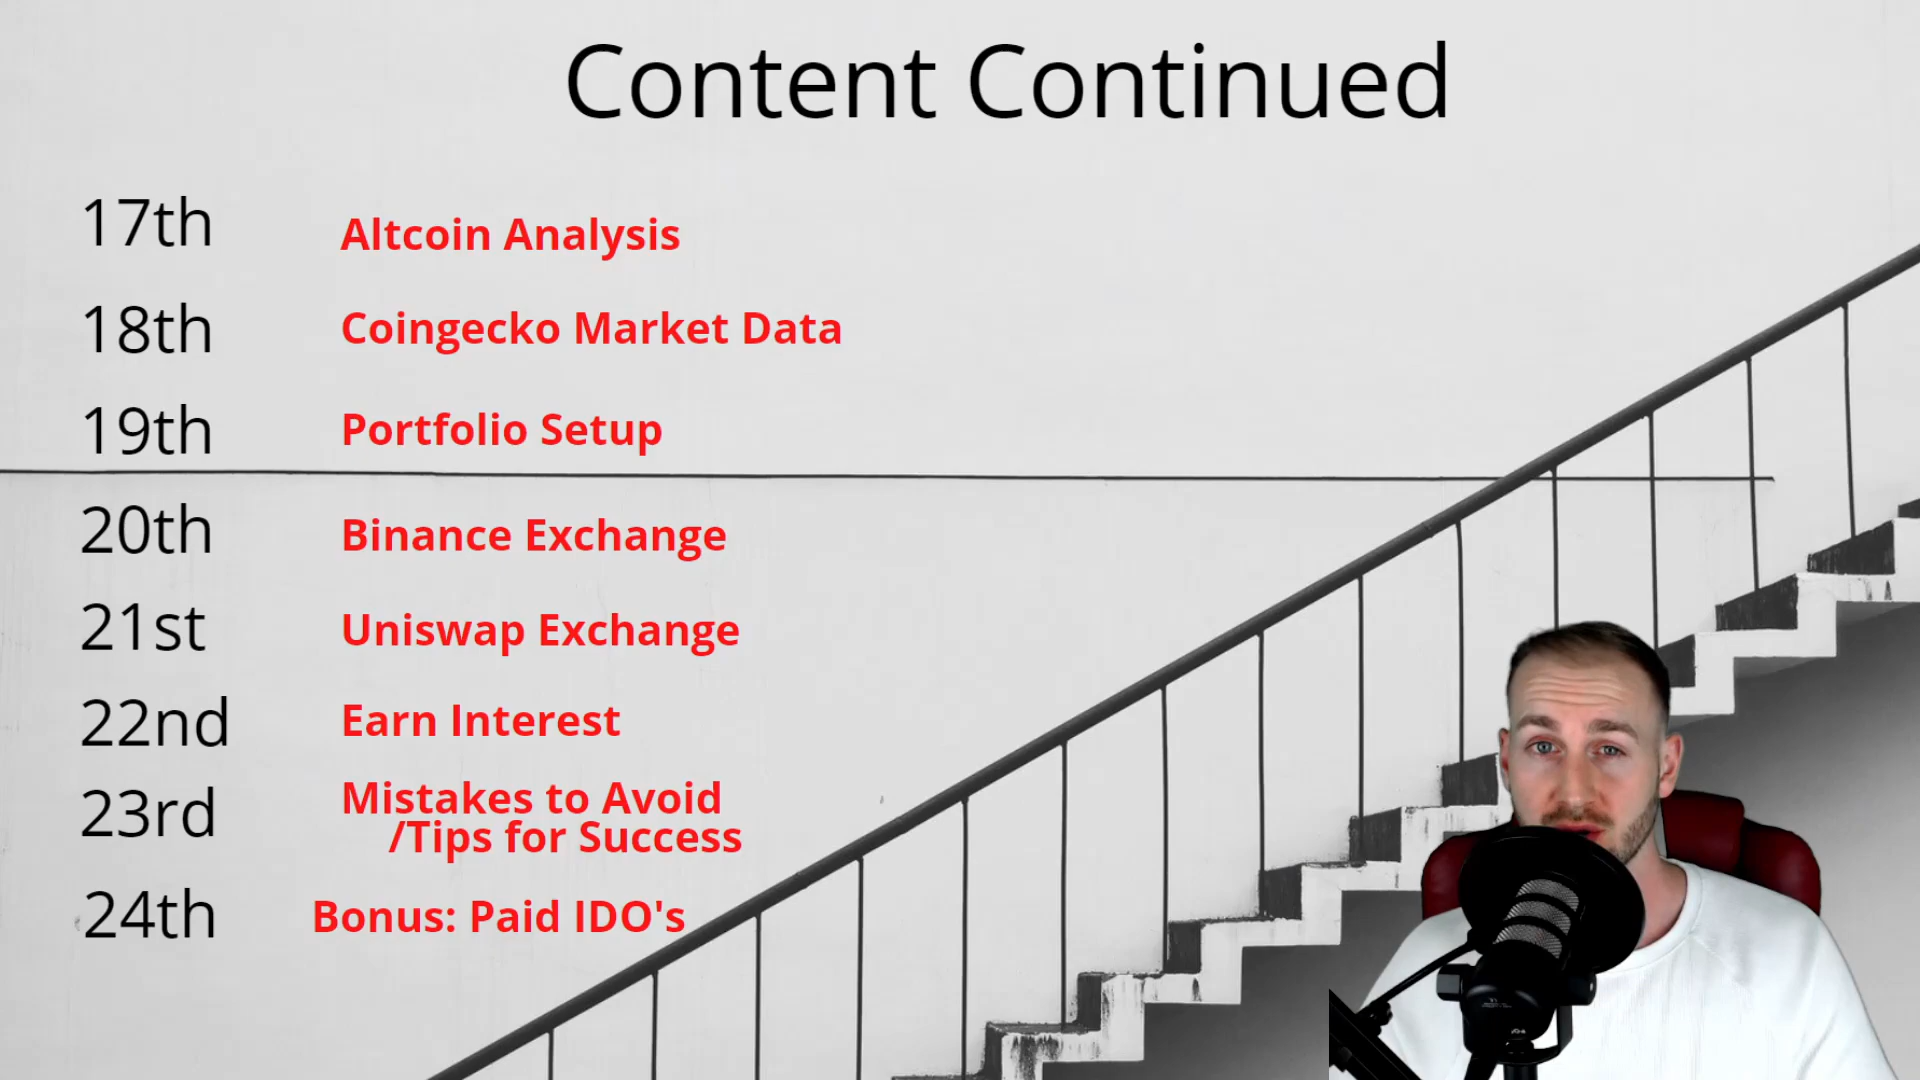 Content Continued
17th Altcoin Analysis
18th Coingecko Market Data
19th Portfolio Setup
20th Binance Exchange
21st Uniswap Exchange
22nd Earn Interest
23rd Mistakes to Avoid
/Tips for Success
24th Bonus: Paid IDO's